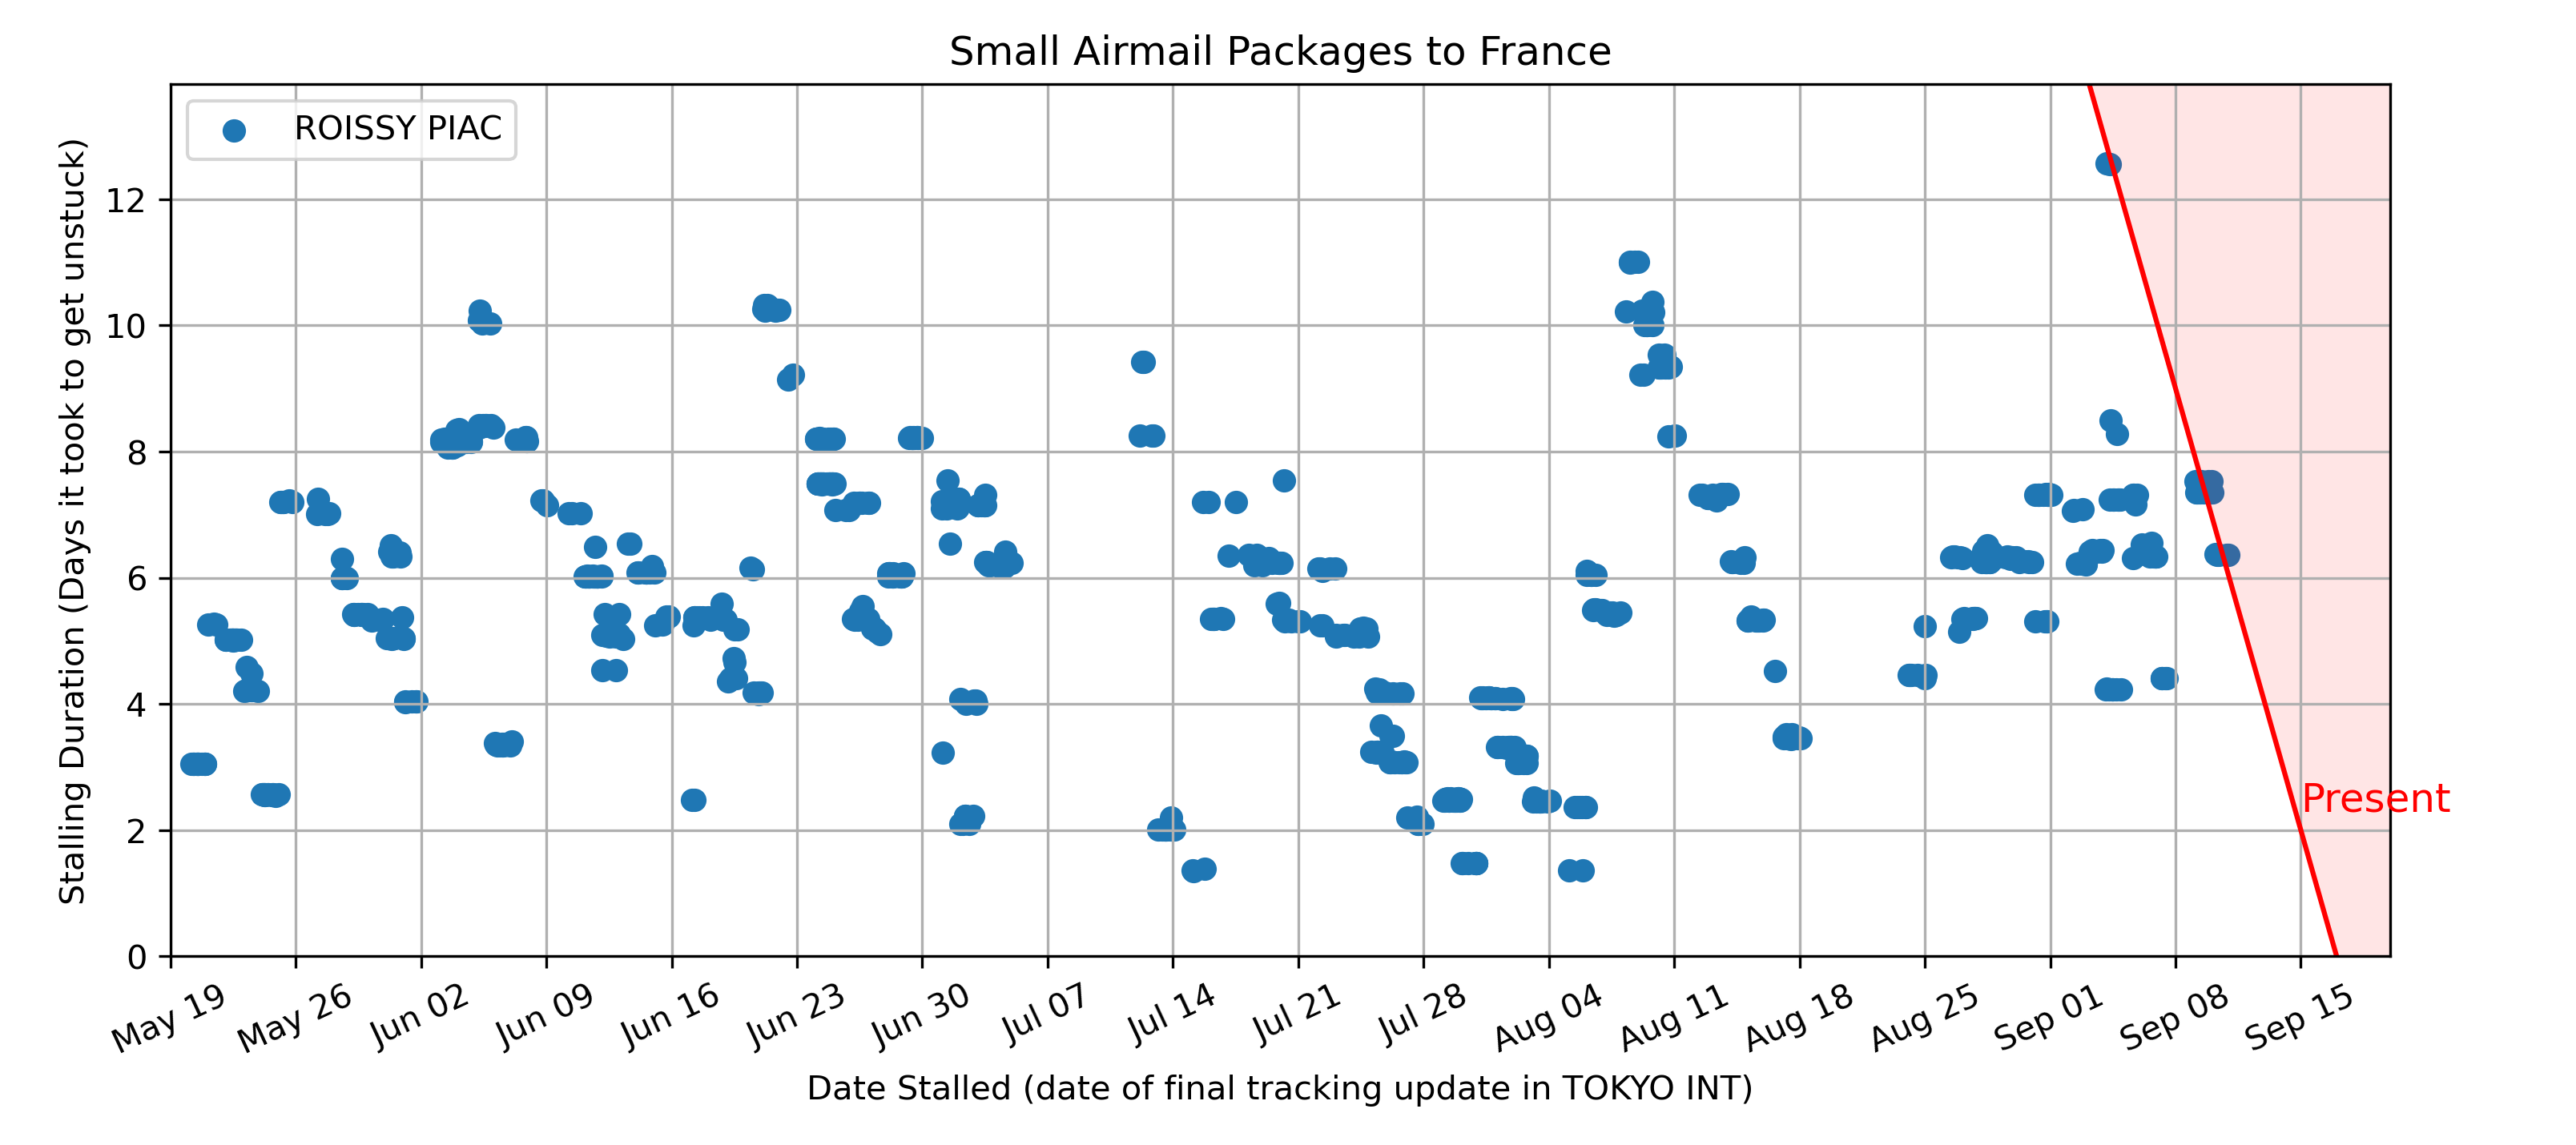 Small Airmail Packages to France
ROISSY PIAC
Stalling Duration (Days it took to get unstuck)
12
10
8
6
4
2
0
Present
May 19
May 26
Jun 02
Jun 09
Jun 16
Jun 23
Jun 30
Jul 07
Jul 14
Jul 21
Jul 28
Aug 04
Aug 11
Aug 18
Aug 25
Sep 01
Sep 08
Sep 15
Date Stalled (date of final tracking update in TOKYO INT)